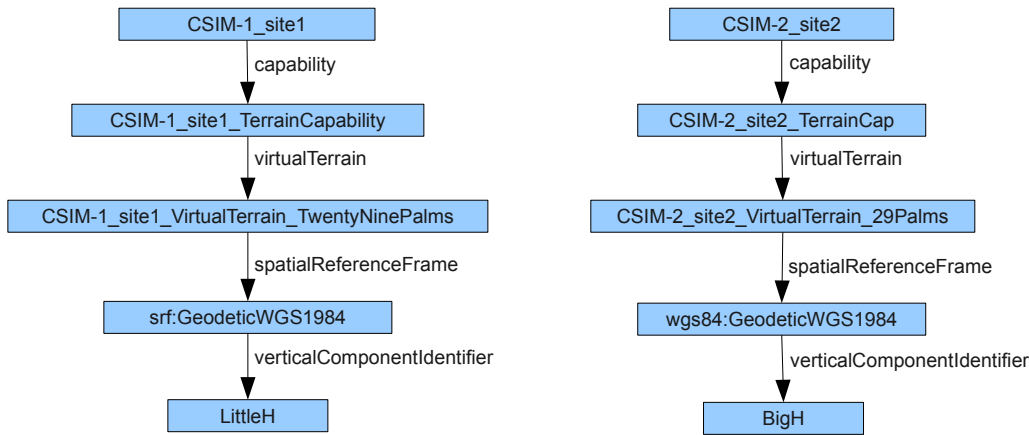 CSIM-1_site1
capability
CSIM-1_site1_TerrainCapability
virtualTerrain
CSIM-1_site1_VirtualTerrain_TwentyNinePalms
spatialReferenceFrame
srf:GeodeticWGS1984
verticalComponentIdentifier
LittleH
CSIM-2_site2
capability
CSIM-2_site2_TerrainCap
virtualTerrain
CSIM-2_site2_VirtualTerrain_29Palms
spatialReferenceFrame
wgs84:GeodeticWGS1984
verticalComponentIdentifier
BigH